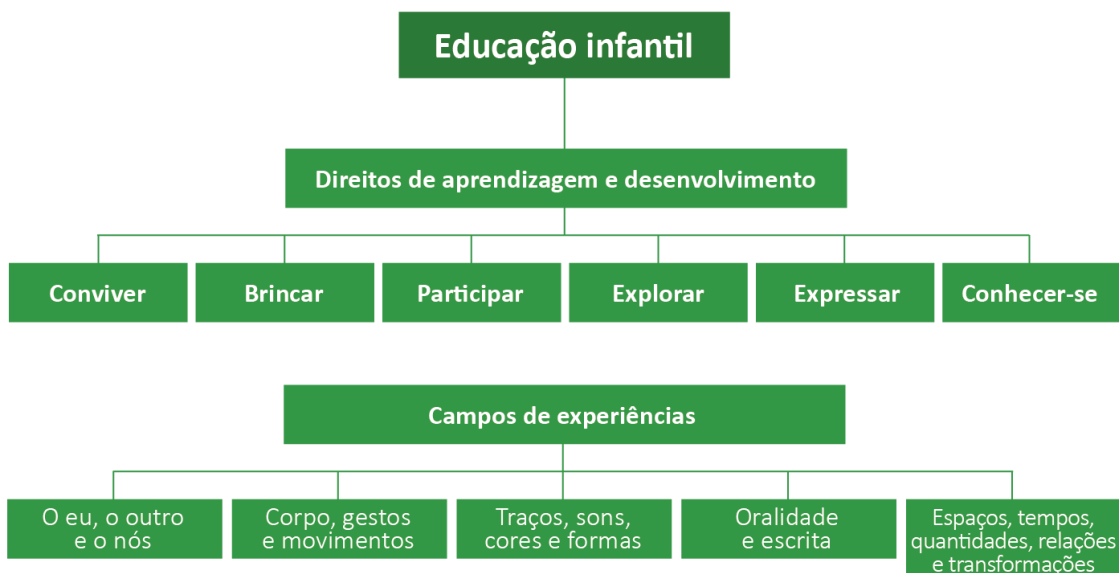 Educação infantil
Direitos de aprendizagem e desenvolvimento
Conviver
Brincar
Participar
Explorar
Expressar
Conhecer-se
Campos de experiências
O eu, o outro
e o nós
Corpo, gestos
e movimentos
Traços, sons,
cores e formas
Oralidade
e escrita
Espaços, tempos,
quantidades, relações
e transformações